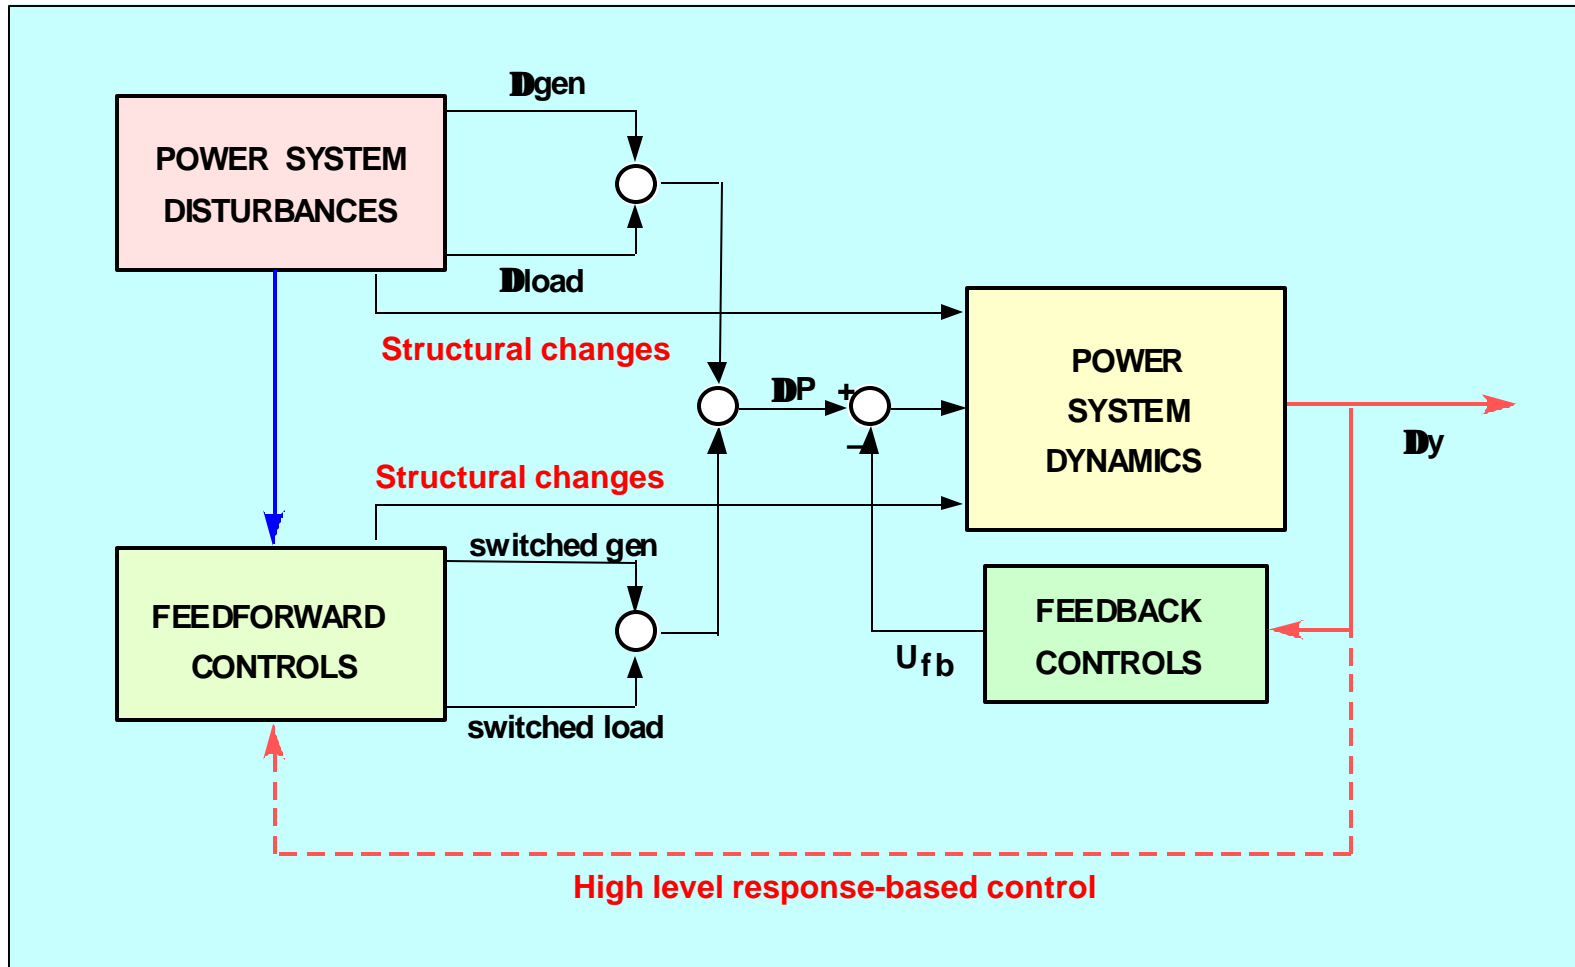 𝐃gen
POWER SYSTEM
DISTURBANCES
𝐃load
Structural changes
POWER
SYSTEM
DYNAMICS
𝐃P
+
−
𝐃y
Structural changes
switched gen
FEEDFORWARD
CONTROLS
switched load
FEEDBACK
CONTROLS
Ufb
High level response-based control